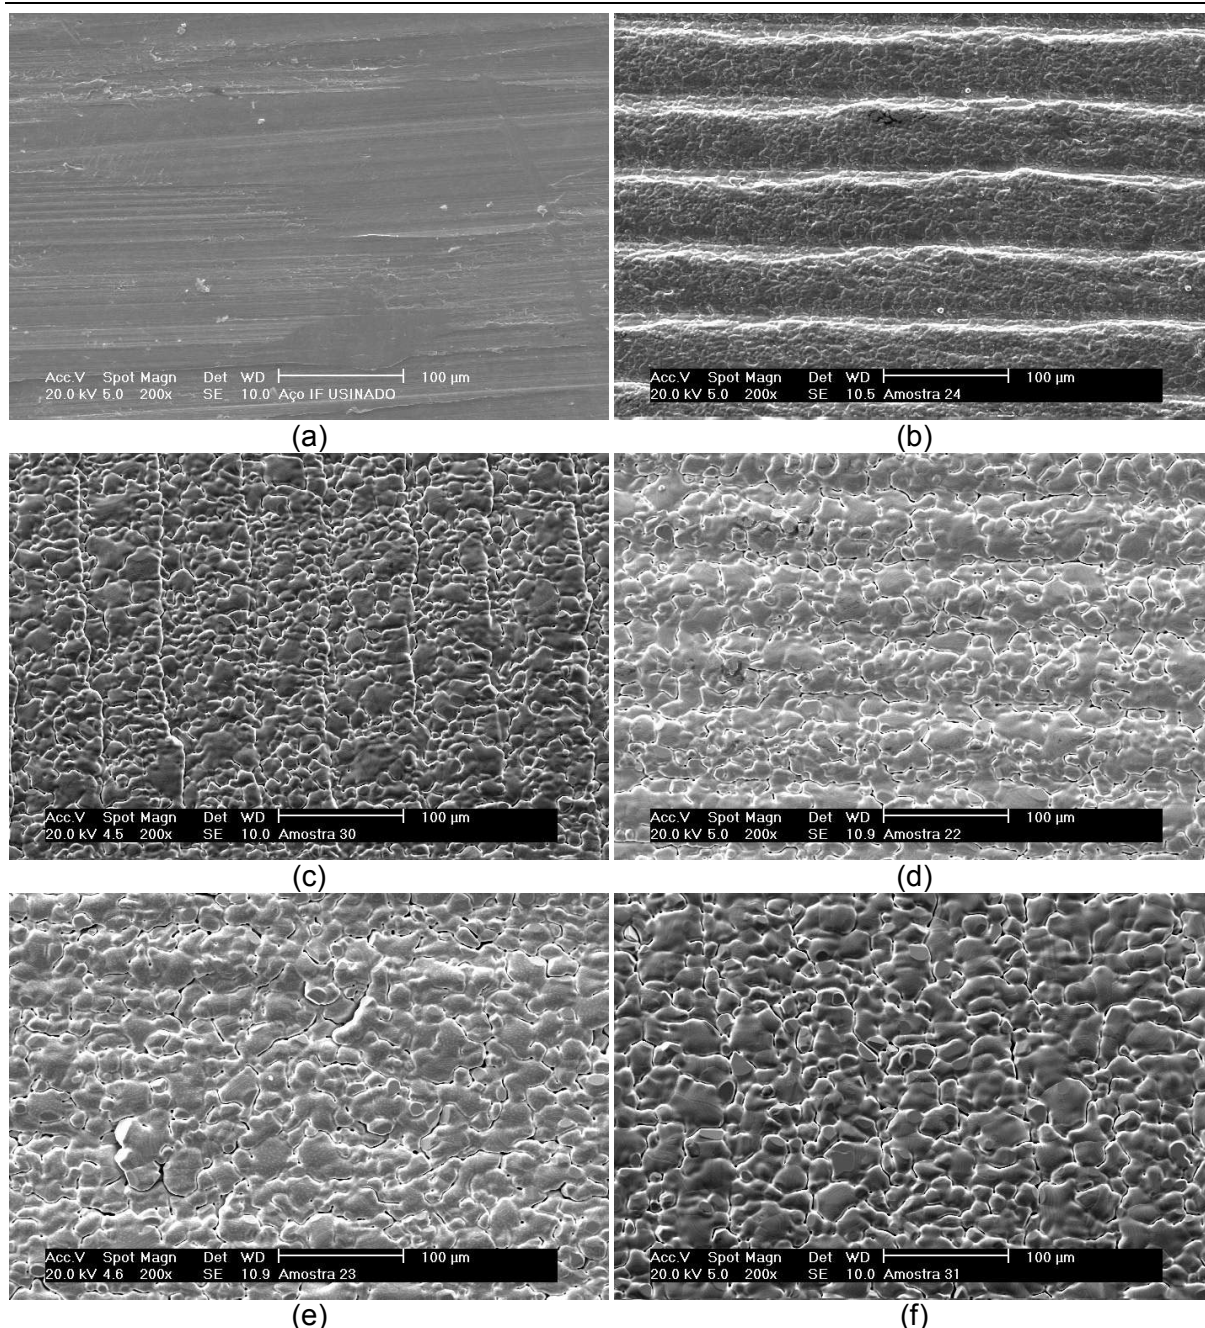 Acc.V Spot Magn Det WD 100 µm
20.0 kV 5.0 200x SE 10.0 Aço IF USINADO
(a)
Acc.V Spot Magn Det WD 100 µm
20.0 kV 5.0 200x SE 10.5 Amostra 24
(b)
Acc.V Spot Magn Det WD 100 µm
20.0 kV 4.5 200x SE 10.0 Amostra 30
(c)
Acc.V Spot Magn Det WD 100 µm
20.0 kV 5.0 200x SE 10.9 Amostra 22
(d)
Acc.V Spot Magn Det WD 100 µm
20.0 kV 4.6 200x SE 10.9 Amostra 23
(e)
Acc.V Spot Magn Det WD 100 µm
20.0 kV 5.0 200x SE 10.0 Amostra 31
(f)